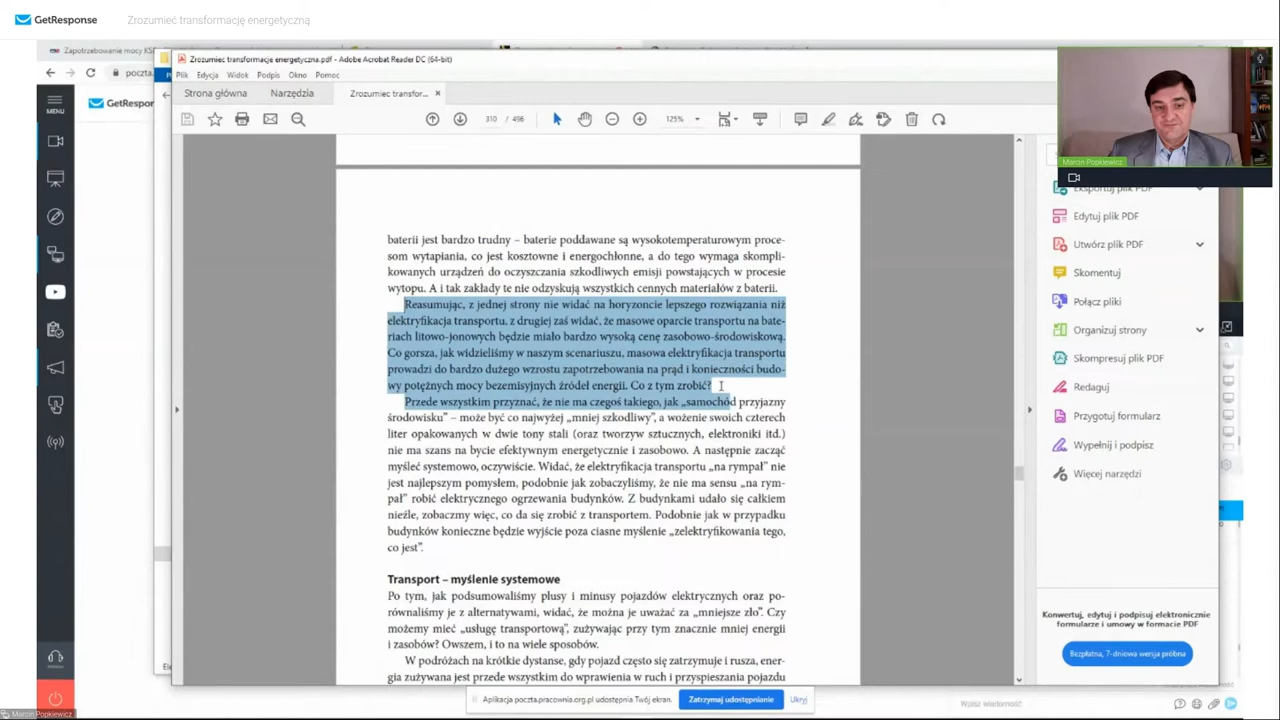 GetResponse
Zrozumieć transformację energetyczną
Zapotrzebowanie mocy KSE
poczta.
Zrozumiec transformacje energetyczna.pdf - Adobe Acrobat Reader DC (64-bit)
Plik Edycja Widok Podpis Okno Pomoc
Strona główna Narzędzia Zrozumiec transfor... ×
310 / 496 125%
MENU
GetRespor
baterii jest bardzo trudny – baterie poddawane są wysokotemperaturowym proce-
som wytapiania, co jest kosztowne i energochłonne, a do tego wymaga skompli-
kowanych urządzeń do oczyszczania szkodliwych emisji powstających w procesie
wytopu. A i tak zakłady te nie odzyskują wszystkich cennych materiałów z baterii.
Reasumując, z jednej strony nie widać na horyzoncie lepszego rozwiązania niż
elektryfikacja transportu, z drugiej zaś widać, że masowe oparcie transportu na bate-
riach litowo-jonowych będzie miało bardzo wysoką cenę zasobowo-środowiskową.
Co gorsza, jak widzieliśmy w naszym scenariuszu, masowa elektryfikacja transportu
prowadzi do bardzo dużego wzrostu zapotrzebowania na prąd i konieczności budo-
wy potężnych mocy bezemisyjnych źródeł energii. Co z tym zrobić?
Przede wszystkim przyznać, że nie ma czegoś takiego, jak „samochód przyjazny
środowisku” – może być co najwyżej „mniej szkodliwy”, a wożenie swoich czterech
liter opakowanych w dwie tony stali (oraz tworzyw sztucznych, elektroniki itd.)
nie ma szans na bycie efektywnym energetycznie i zasobowo. A następnie zacząć
myśleć systemowo, oczywiście. Widać, że elektryfikacja transportu „na rympał” nie
jest najlepszym pomysłem, podobnie jak zobaczyliśmy, że nie ma sensu „na rym-
pał” robić elektrycznego ogrzewania budynków. Z budynkami udało się całkiem
nieźle, zobaczmy więc, co da się zrobić z transportem. Podobnie jak w przypadku
budynków konieczne będzie wyjście poza ciasne myślenie „zelektryfikowania tego,
co jest”.
Transport – myślenie systemowe
Po tym, jak podsumowaliśmy plusy i minusy pojazdów elektrycznych oraz po-
równaliśmy je z alternatywami, widać, że można je uważać za „mniejsze zło”. Czy
możemy mieć „usługę transportową”, zużywając przy tym znacznie mniej energii
i zasobów? Owszem, i to na wiele sposobów.
W podróżach na krótkie dystanse, gdy pojazd często się zatrzymuje i rusza, ener-
gia zużywana jest przede wszystkim do wprawienia w ruch i przyspieszania pojazdu
Marcin Popkiewicz
Eksportuj plik PDF
Edytuj plik PDF
Utwórz plik PDF
Skomentuj
Połącz pliki
Organizuj strony
Skompresuj plik PDF
Redaguj
Przygotuj formularz
Wypełnij i podpisz
Więcej narzędzi
Konwertuj, edytuj i podpisuj elektronicznie
formularze i umowy w formacie PDF
Bezpłatna, 7-dniowa wersja próbna
Aplikacja poczta.pracownia.org.pl udostępnia Twój ekran. Zatrzymaj udostępnianie Ukryj
Wpisz wiadomość
Marcin Popkiewicz